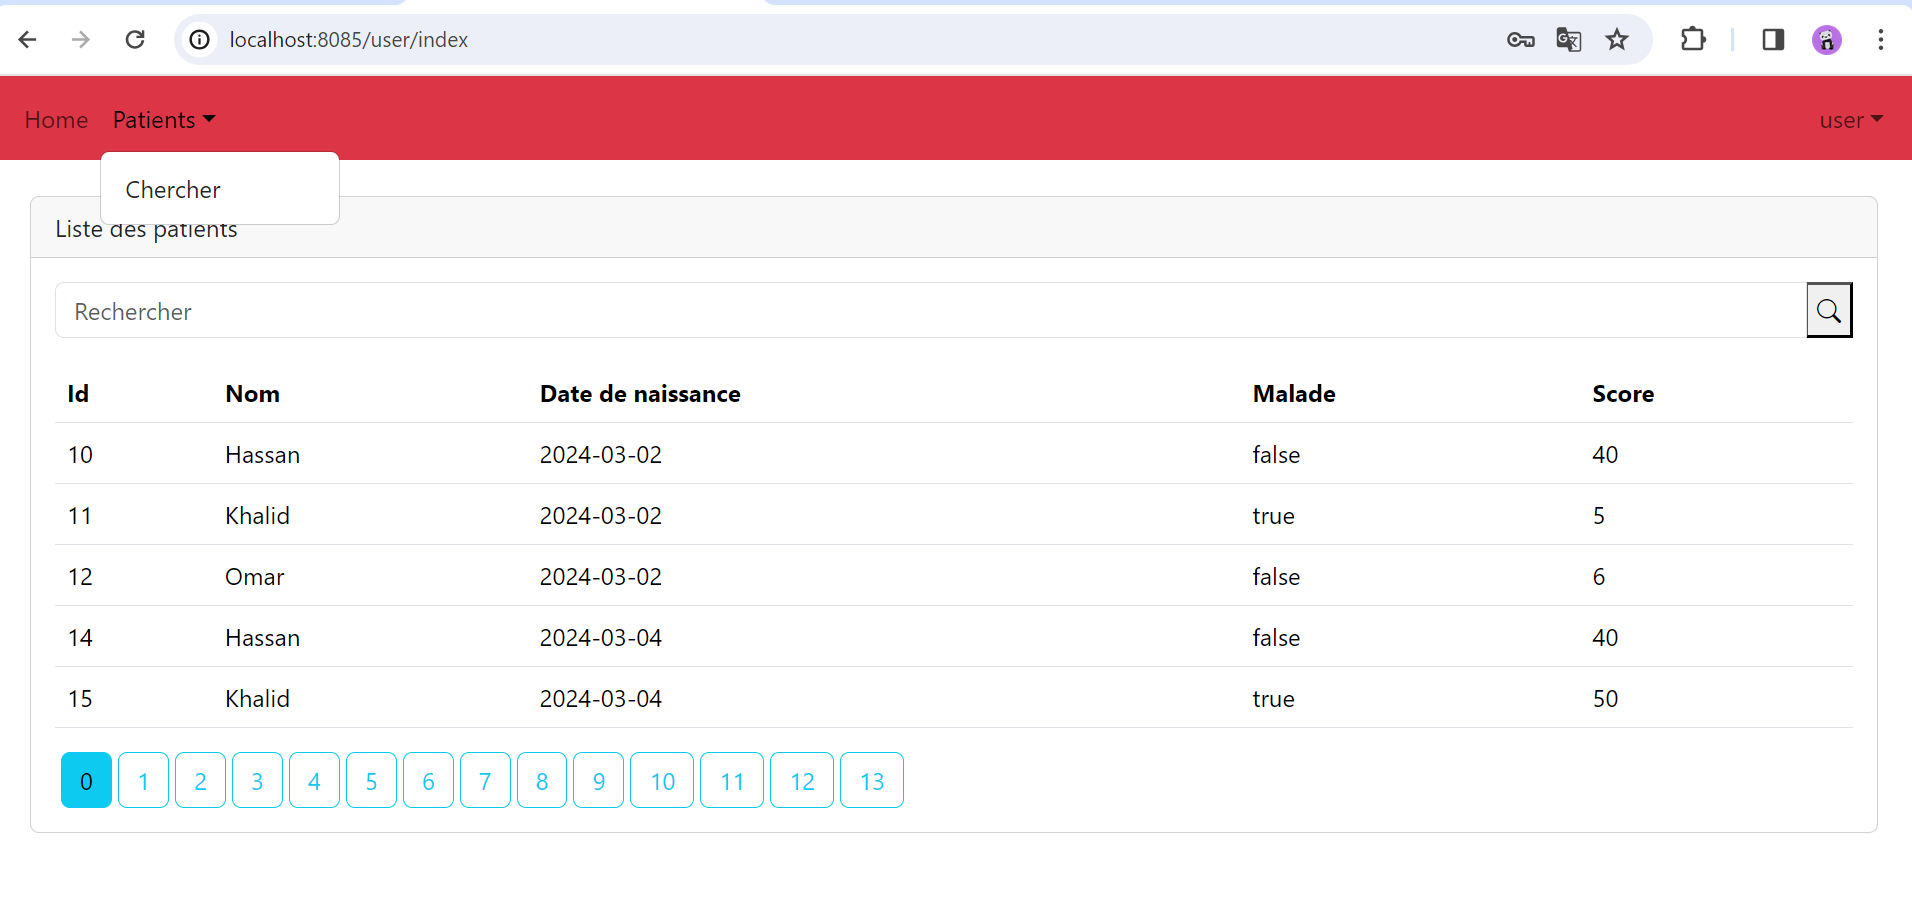 localhost:8085/user/index
Home Patients user
Chercher
Liste des patients
Rechercher
Id Nom Date de naissance Malade Score
10 Hassan 2024-03-02 false 40
11 Khalid 2024-03-02 true 5
12 Omar 2024-03-02 false 6
14 Hassan 2024-03-04 false 40
15 Khalid 2024-03-04 true 50
0 1 2 3 4 5 6 7 8 9 10 11 12 13